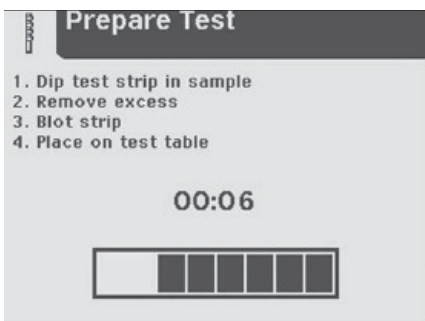 Prepare Test
1. Dip test strip in sample
2. Remove excess
3. Blot strip
4. Place on test table
00:06